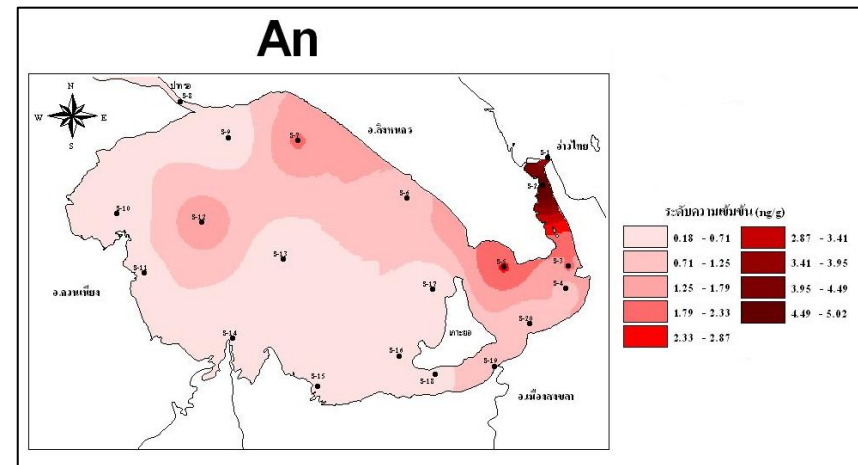 An
N
W E
S
ปากรอ
S-8
S-9
S-7
อ.สิงหนคร
S-1
อ่าวไทย
S-2
S-6
S-10
S-12
S-13
S-5
S-3
S-4
S-11
อ.ควนเนียง
S-17
S-20
เกาะยอ
S-14
S-16
S-19
S-18
S-15
อ.เมืองสงขลา
ระดับความเข้มข้น (ng/g)
0.18 - 0.71
0.71 - 1.25
1.25 - 1.79
1.79 - 2.33
2.33 - 2.87
2.87 - 3.41
3.41 - 3.95
3.95 - 4.49
4.49 - 5.02